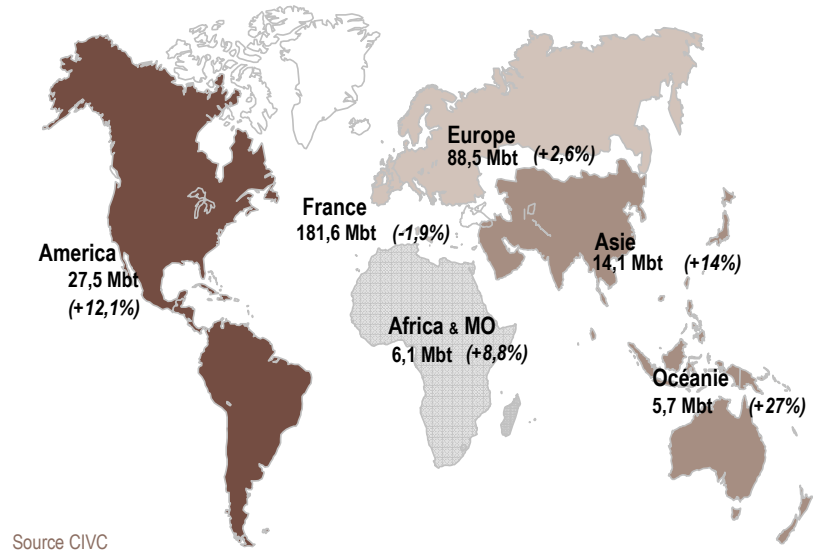 Europe
88,5 Mbt (+2,6%)
France
181,6 Mbt (-1,9%)
America
27,5 Mbt
(+12,1%)
Asie
14,1 Mbt (+14%)
Africa & MO
6,1 Mbt (+8,8%)
Océanie
5,7 Mbt (+27%)
Source CIVC